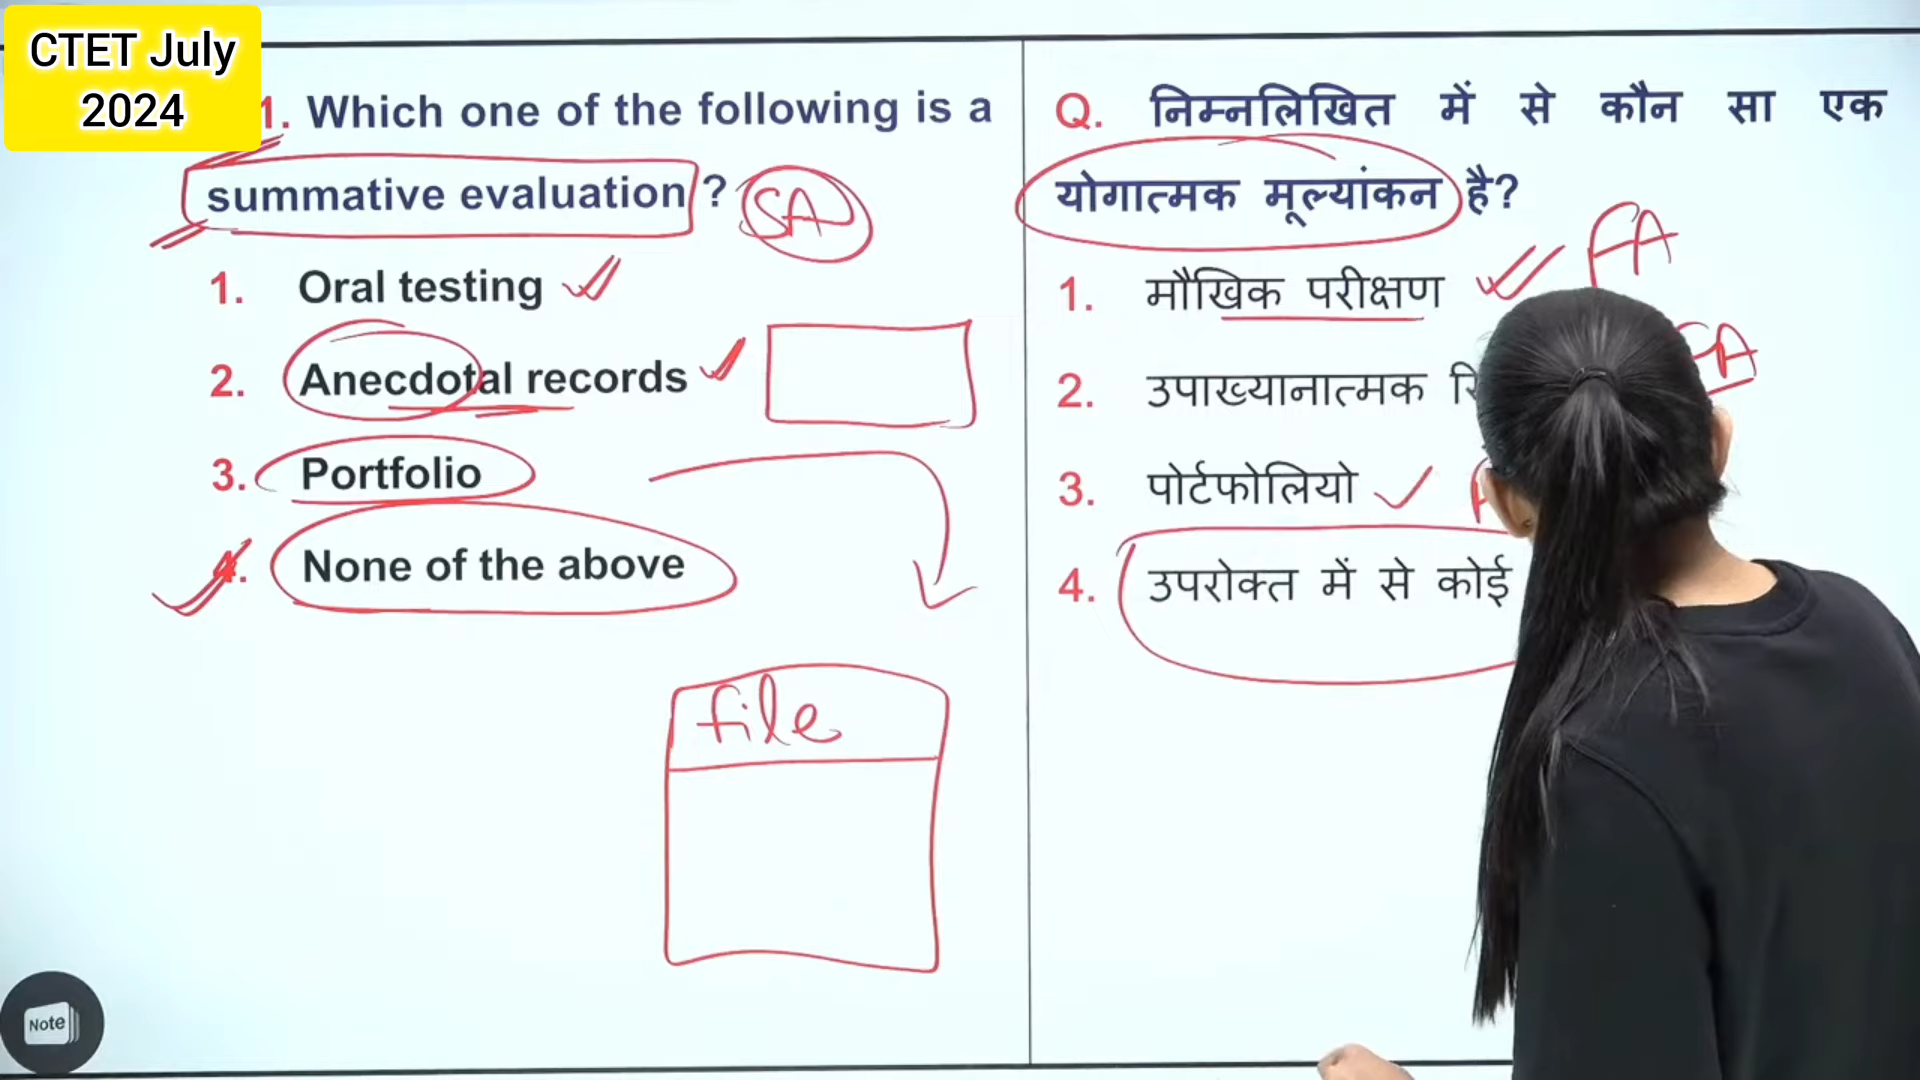 CTET July
2024
1. Which one of the following is a
summative evaluation ?
SA
1. Oral testing
2. Anecdotal records
3. Portfolio
4. None of the above
file
Q. निम्नलिखित में से कौन सा एक
योगात्मक मूल्यांकन है?
FA
1. मौखिक परीक्षण
2. उपाख्यानात्मक
3. पोर्टफोलियो
4. उपरोक्त में से कोई
Note